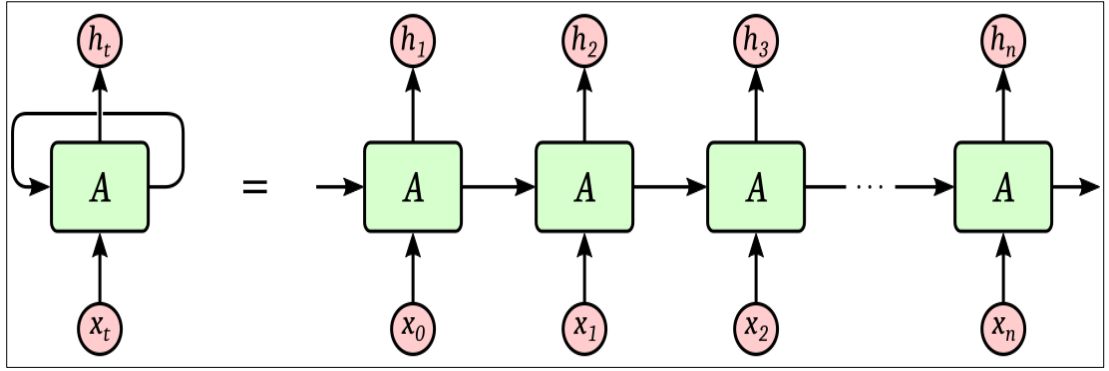 h_t h_1 h_2 h_3 h_n
A = A A A ... A
x_t x_0 x_1 x_2 x_n